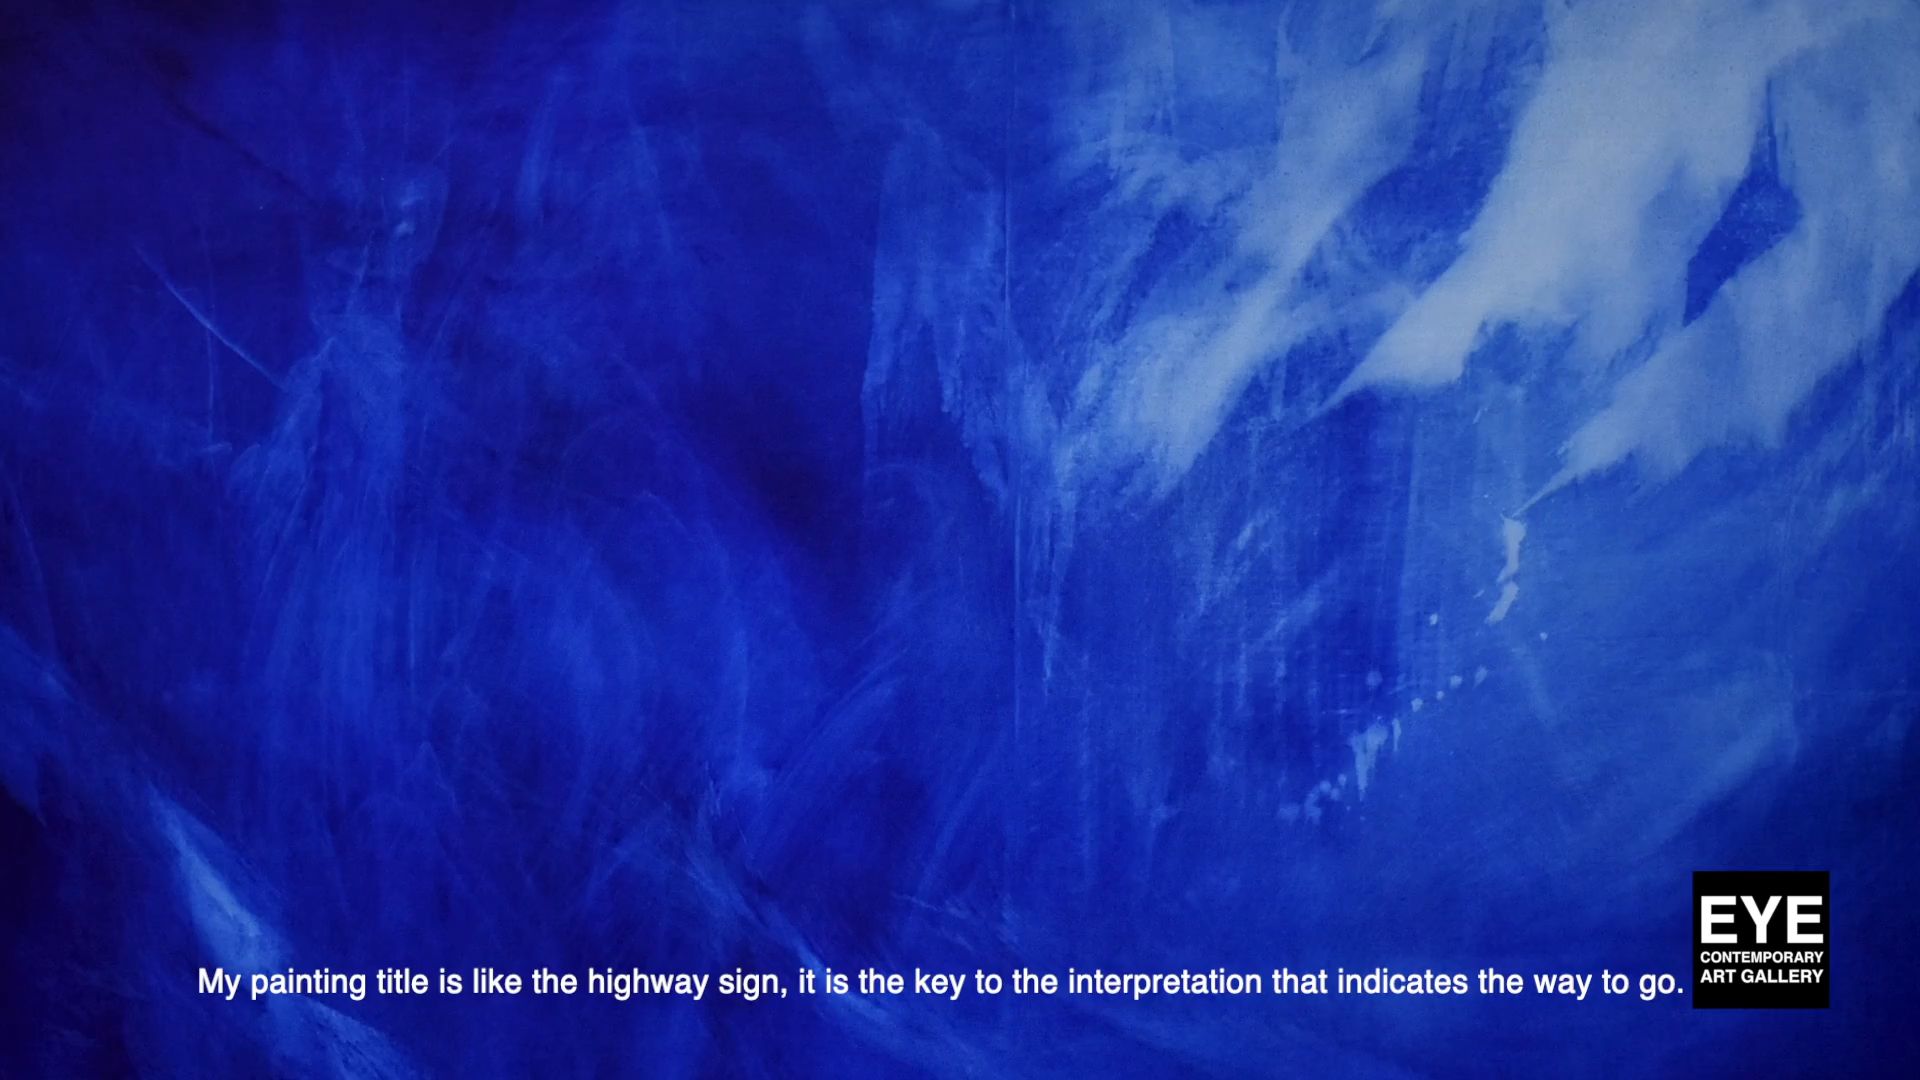 My painting title is like the highway sign, it is the key to the interpretation that indicates the way to go.
EYE
CONTEMPORARY
ART GALLERY